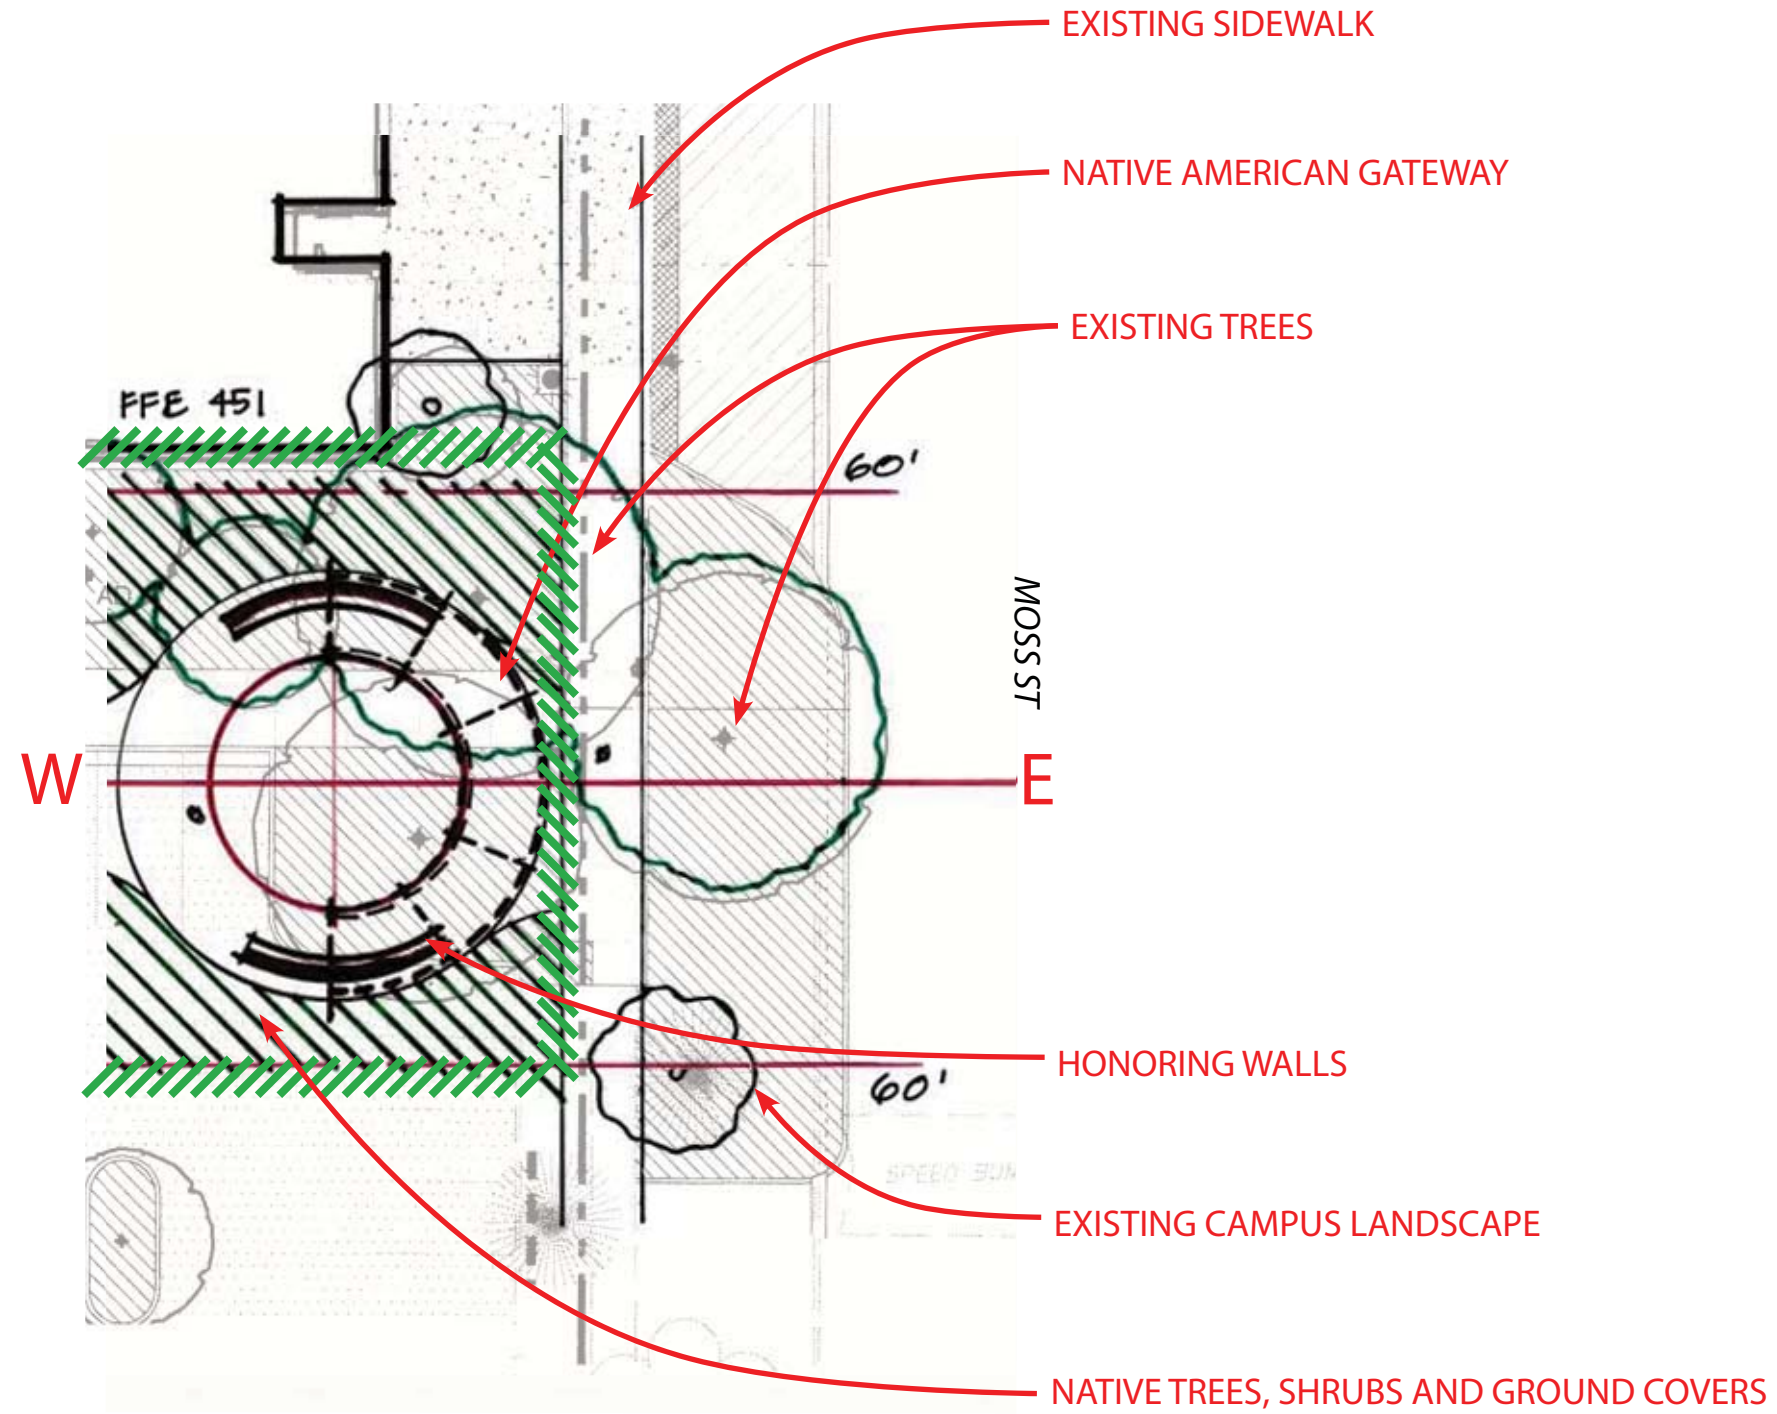 EXISTING SIDEWALK
NATIVE AMERICAN GATEWAY
EXISTING TREES
FFE 451
60'
MOSS ST
W
E
HONORING WALLS
60'
EXISTING CAMPUS LANDSCAPE
NATIVE TREES, SHRUBS AND GROUND COVERS
SPEED